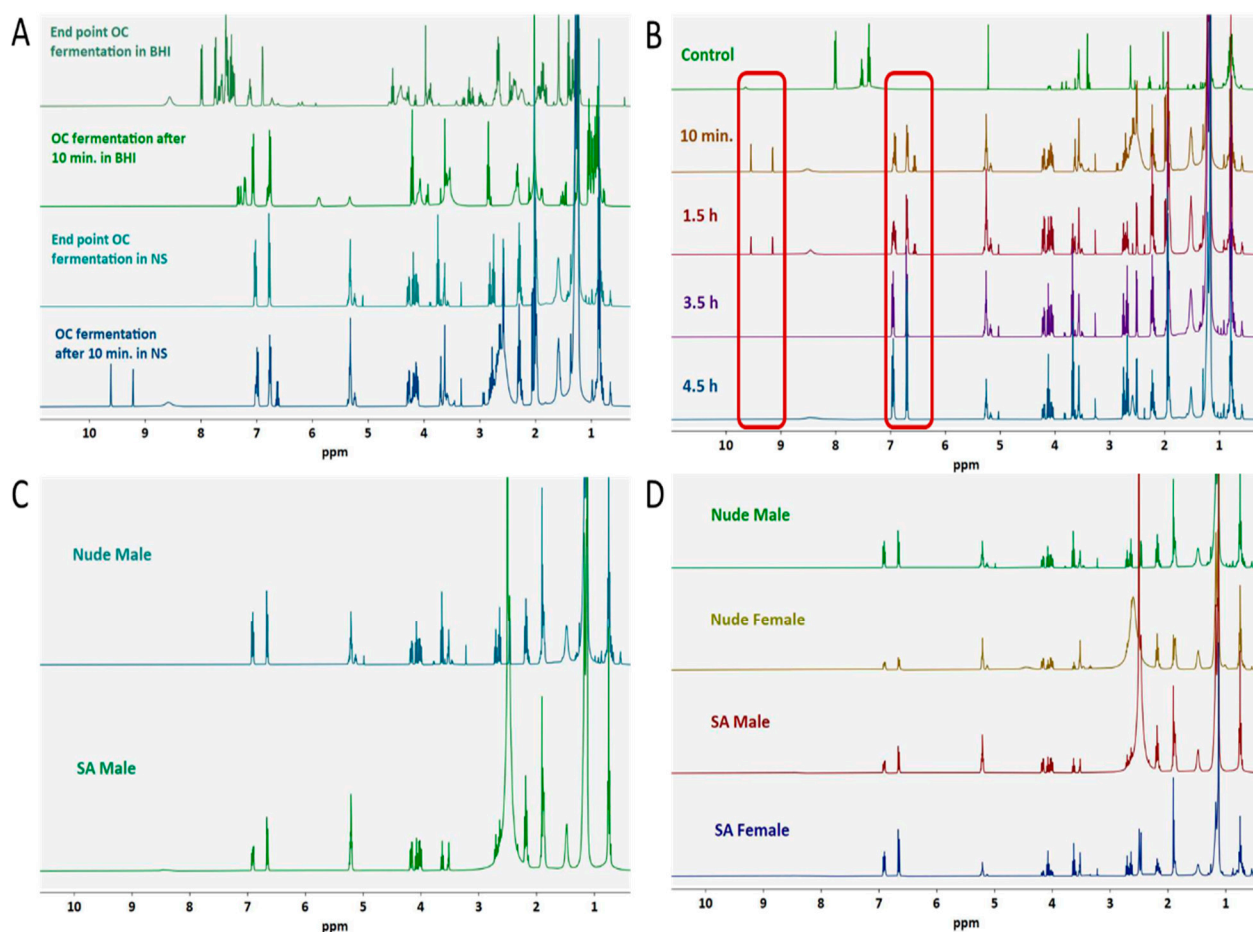 A
End point OC
fermentation in BHI
OC fermentation after
10 min. in BHI
End point OC
fermentation in NS
OC fermentation
after 10 min. in NS
10 9 8 7 6 5 4 3 2 1
ppm
B
Control
10 min.
1.5 h
3.5 h
4.5 h
10 9 8 7 6 5 4 3 2 1
ppm
C
Nude Male
SA Male
10 9 8 7 6 5 4 3 2 1
ppm
D
Nude Male
Nude Female
SA Male
SA Female
10 9 8 7 6 5 4 3 2 1
ppm